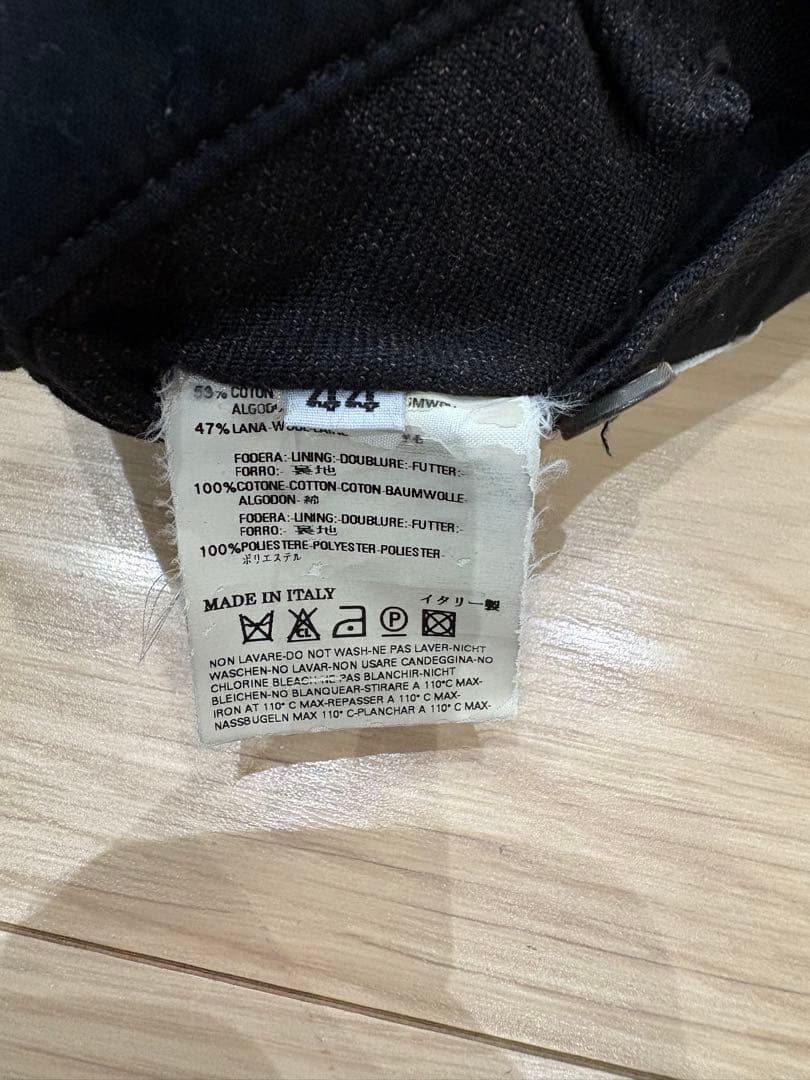 53% COTON
44
ALGOD
47% LANA-WOOL-LAINE
FODERA:-LINING:-DOUBLURE:-FUTTER:-
FORRO:- 裏地
100%COTONE-COTTON-COTON-BAUMWOLLE
ALGODON-綿
FODERA:-LINING:-DOUBLURE:-FUTTER:-
FORRO:- 裏地
100%POLIESTERE-POLYESTER-POLIESTER-
ポリエステル
MADE IN ITALY イタリー製
CL P
NON LAVARE-DO NOT WASH-NE PAS LAVER-NICHT
WASCHEN-NO LAVAR-NON USARE CANDEGGINA-NO
CHLORINE BLEACH-NE PAS BLANCHIR-NICHT
BLEICHEN-NO BLANQUEAR-STIRARE A 110°C MAX-
IRON AT 110° C MAX-REPASSER A 110° C MAX-
NASSBUGELN MAX 110° C-PLANCHAR A 110° C MAX-